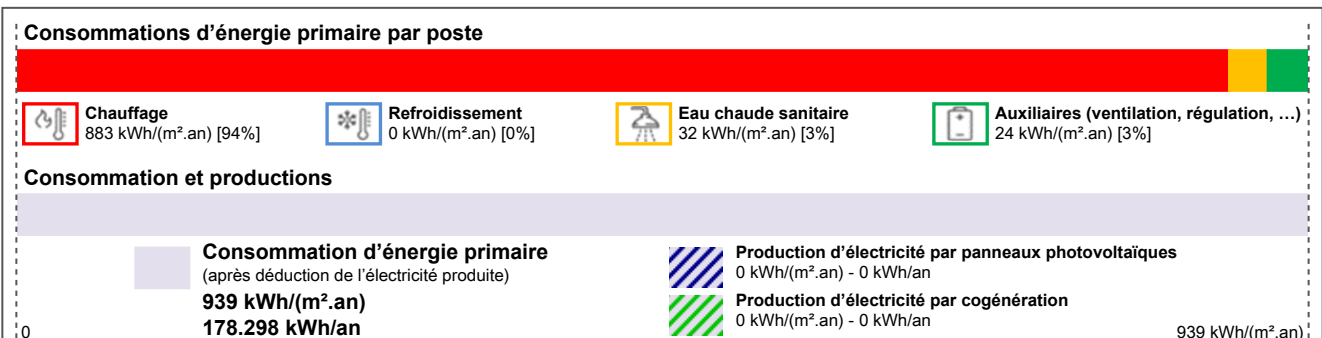 Consommations d’énergie primaire par poste
Chauffage
883 kWh/(m².an) [94%]
Refroidissement
0 kWh/(m².an) [0%]
Eau chaude sanitaire
32 kWh/(m².an) [3%]
Auxiliaires (ventilation, régulation, …)
24 kWh/(m².an) [3%]
Consommation et productions
Consommation d’énergie primaire
(après déduction de l’électricité produite)
939 kWh/(m².an)
178.298 kWh/an
Production d’électricité par panneaux photovoltaïques
0 kWh/(m².an) - 0 kWh/an
Production d’électricité par cogénération
0 kWh/(m².an) - 0 kWh/an
0
939 kWh/(m².an)